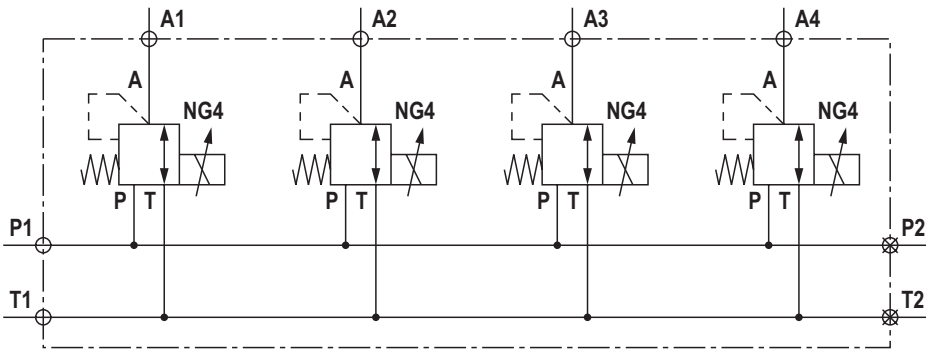 A1 A2 A3 A4
A A A A
NG4 NG4 NG4 NG4
P T P T P T P T
P1 P2
T1 T2